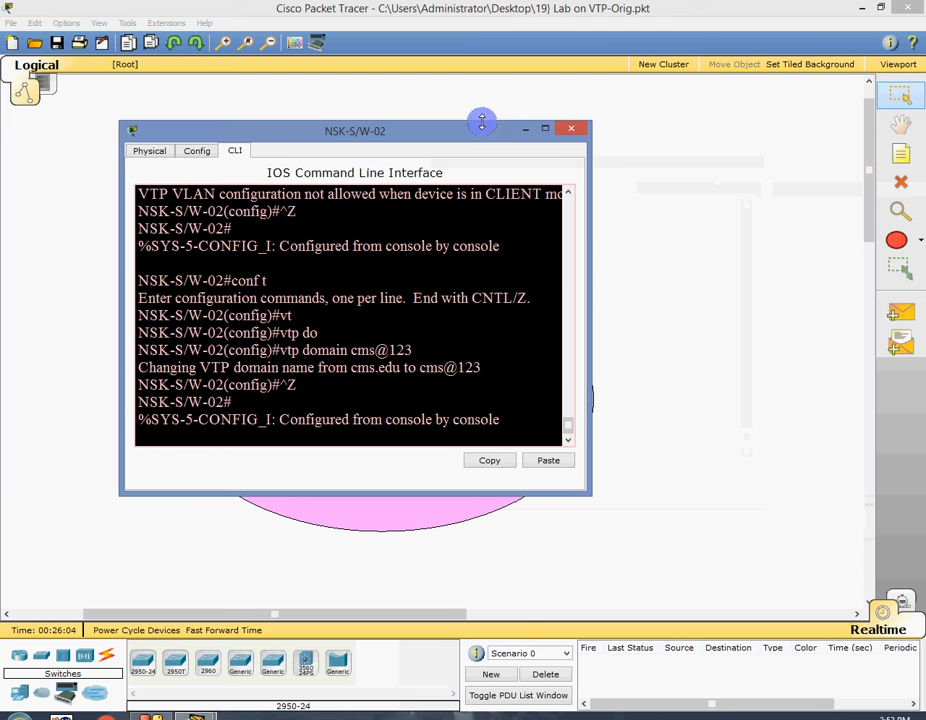 Cisco Packet Tracer - C:\Users\Administrator\Desktop\19} Lab on VTP-Orig.pkt
File Edit Options View Tools Extensions Help
Logical [Root] New Cluster Move Object Set Tiled Background Viewport
NSK-S/W-02
Physical Config CLI
IOS Command Line Interface
VTP VLAN configuration not allowed when device is in CLIENT mo
NSK-S/W-02(config)#^Z
NSK-S/W-02#
%SYS-5-CONFIG_I: Configured from console by console
NSK-S/W-02#conf t
Enter configuration commands, one per line. End with CNTL/Z.
NSK-S/W-02(config)#vt
NSK-S/W-02(config)#vtp do
NSK-S/W-02(config)#vtp domain cms@123
Changing VTP domain name from cms.edu to cms@123
NSK-S/W-02(config)#^Z
NSK-S/W-02#
%SYS-5-CONFIG_I: Configured from console by console
Copy Paste
Time: 00:26:04 Power Cycle Devices Fast Forward Time Realtime
Scenario 0 Fire Last Status Source Destination Type Color Time (sec) Periodic
2950-24 2950T 2960 Generic Generic 3560 24PS Generic
Switches New Delete
Toggle PDU List Window
2950-24